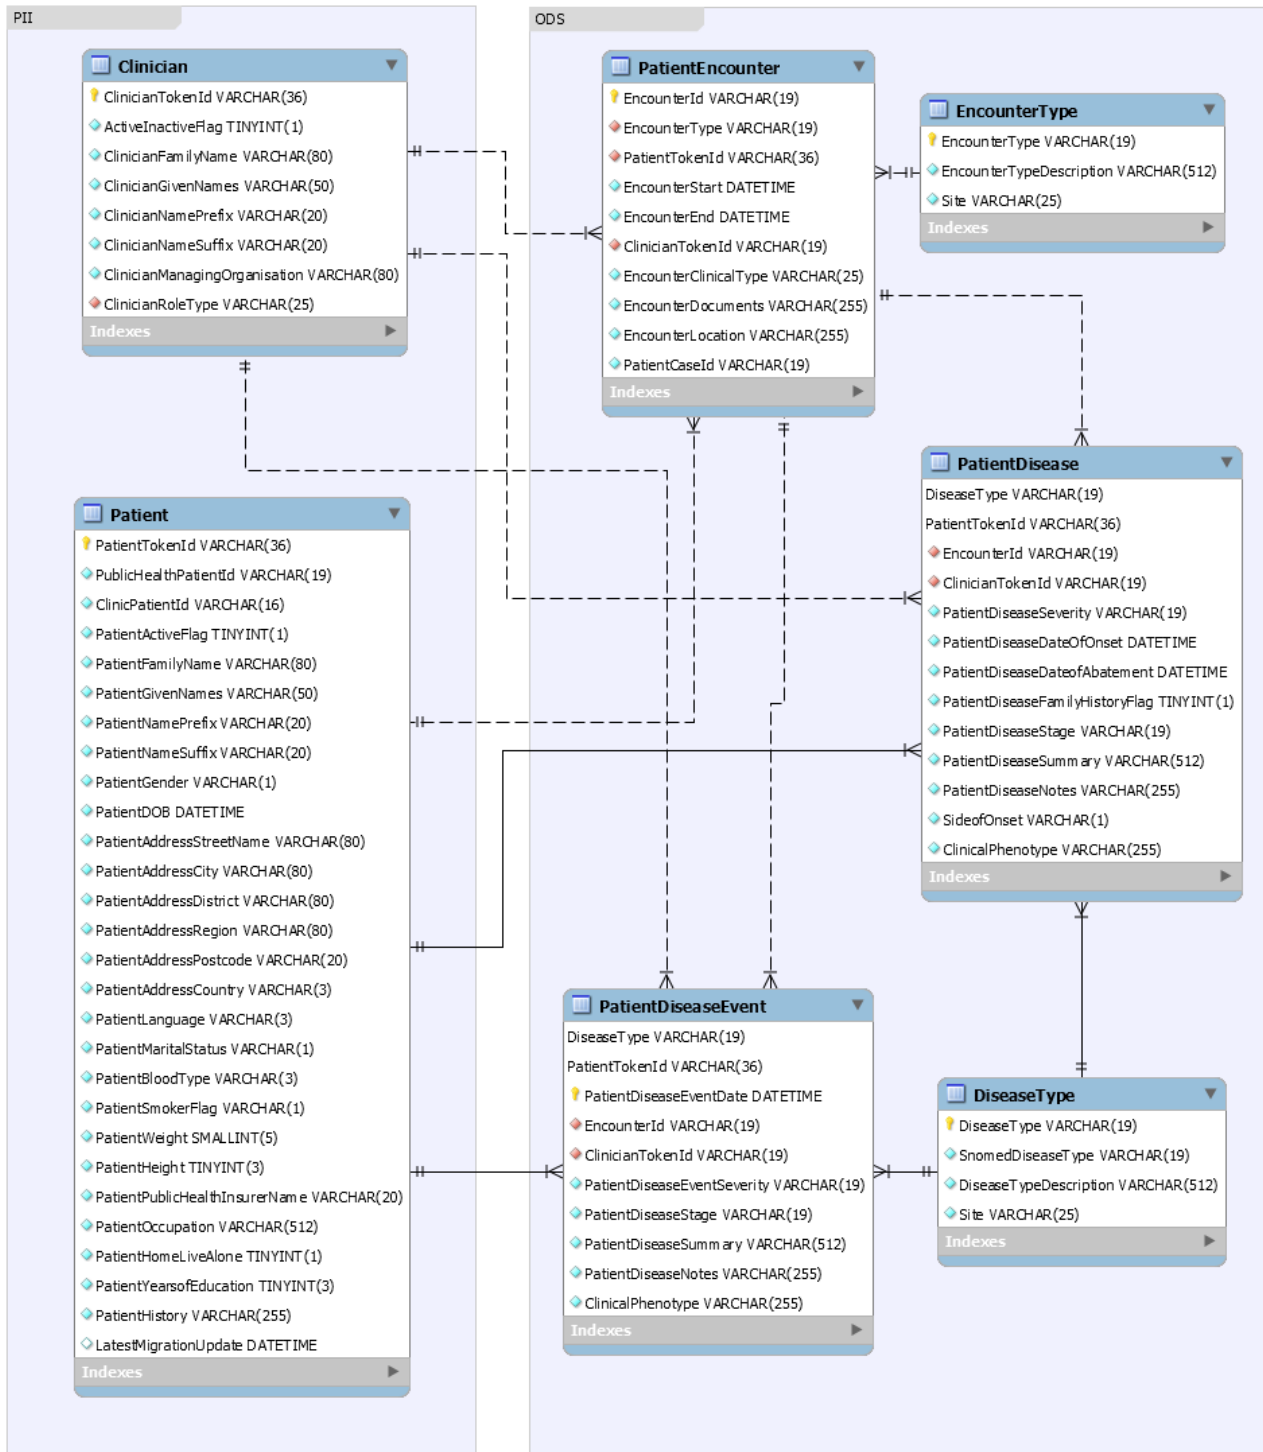 PII
Clinician
ClinicianTokenId VARCHAR(36)
ActiveInactiveFlag TINYINT(1)
ClinicianFamilyName VARCHAR(80)
ClinicianGivenNames VARCHAR(50)
ClinicianNamePrefix VARCHAR(20)
ClinicianNameSuffix VARCHAR(20)
ClinicianManagingOrganisation VARCHAR(80)
ClinicianRoleType VARCHAR(25)
Indexes
Patient
PatientTokenId VARCHAR(36)
PublicHealthPatientId VARCHAR(19)
ClinicPatientId VARCHAR(16)
PatientActiveFlag TINYINT(1)
PatientFamilyName VARCHAR(80)
PatientGivenNames VARCHAR(50)
PatientNamePrefix VARCHAR(20)
PatientNameSuffix VARCHAR(20)
PatientGender VARCHAR(1)
PatientDOB DATETIME
PatientAddressStreetName VARCHAR(80)
PatientAddressCity VARCHAR(80)
PatientAddressDistrict VARCHAR(80)
PatientAddressRegion VARCHAR(80)
PatientAddressPostcode VARCHAR(20)
PatientAddressCountry VARCHAR(3)
PatientLanguage VARCHAR(3)
PatientMaritalStatus VARCHAR(1)
PatientBloodType VARCHAR(3)
PatientSmokerFlag VARCHAR(1)
PatientWeight SMALLINT(5)
PatientHeight TINYINT(3)
PatientPublicHealthInsurerName VARCHAR(20)
PatientOccupation VARCHAR(512)
PatientHomeLiveAlone TINYINT(1)
PatientYearsofEducation TINYINT(3)
PatientHistory VARCHAR(255)
LatestMigrationUpdate DATETIME
Indexes
ODS
PatientEncounter
EncounterId VARCHAR(19)
EncounterType VARCHAR(19)
PatientTokenId VARCHAR(36)
EncounterStart DATETIME
EncounterEnd DATETIME
ClinicianTokenId VARCHAR(19)
EncounterClinicalType VARCHAR(25)
EncounterDocuments VARCHAR(255)
EncounterLocation VARCHAR(255)
PatientCaseId VARCHAR(19)
Indexes
EncounterType
EncounterType VARCHAR(19)
EncounterTypeDescription VARCHAR(512)
Site VARCHAR(25)
Indexes
PatientDisease
DiseaseType VARCHAR(19)
PatientTokenId VARCHAR(36)
EncounterId VARCHAR(19)
ClinicianTokenId VARCHAR(19)
PatientDiseaseSeverity VARCHAR(19)
PatientDiseaseDateOfOnset DATETIME
PatientDiseaseDateofAbatement DATETIME
PatientDiseaseFamilyHistoryFlag TINYINT(1)
PatientDiseaseStage VARCHAR(19)
PatientDiseaseSummary VARCHAR(512)
PatientDiseaseNotes VARCHAR(255)
SideofOnset VARCHAR(1)
ClinicalPhenotype VARCHAR(255)
Indexes
PatientDiseaseEvent
DiseaseType VARCHAR(19)
PatientTokenId VARCHAR(36)
PatientDiseaseEventDate DATETIME
EncounterId VARCHAR(19)
ClinicianTokenId VARCHAR(19)
PatientDiseaseEventSeverity VARCHAR(19)
PatientDiseaseStage VARCHAR(19)
PatientDiseaseSummary VARCHAR(512)
PatientDiseaseNotes VARCHAR(255)
ClinicalPhenotype VARCHAR(255)
Indexes
DiseaseType
DiseaseType VARCHAR(19)
SnomedDiseaseType VARCHAR(19)
DiseaseTypeDescription VARCHAR(512)
Site VARCHAR(25)
Indexes